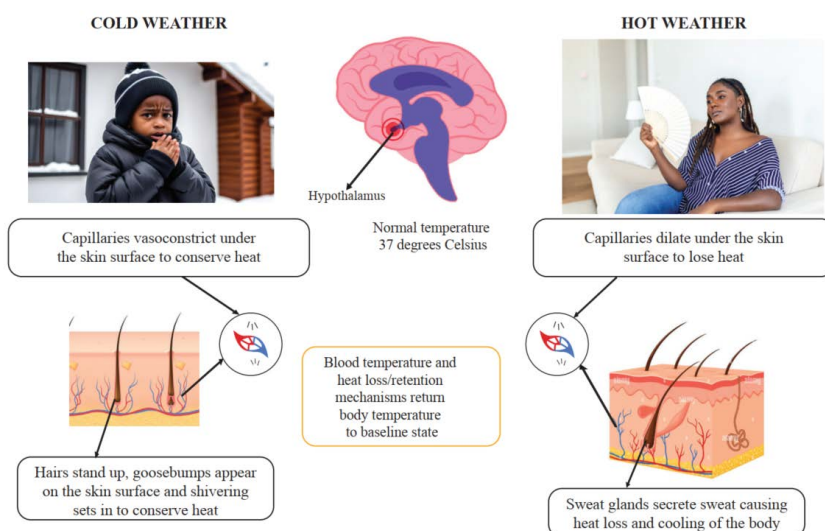 COLD WEATHER
HOT WEATHER
Hypothalamus
Normal temperature
37 degrees Celsius
Capillaries vasoconstrict under
the skin surface to conserve heat
Capillaries dilate under the skin
surface to lose heat
Blood temperature and
heat loss/retention
mechanisms return
body temperature
to baseline state
Hairs stand up, goosebumps appear
on the skin surface and shivering
sets in to conserve heat
Sweat glands secrete sweat causing
heat loss and cooling of the body